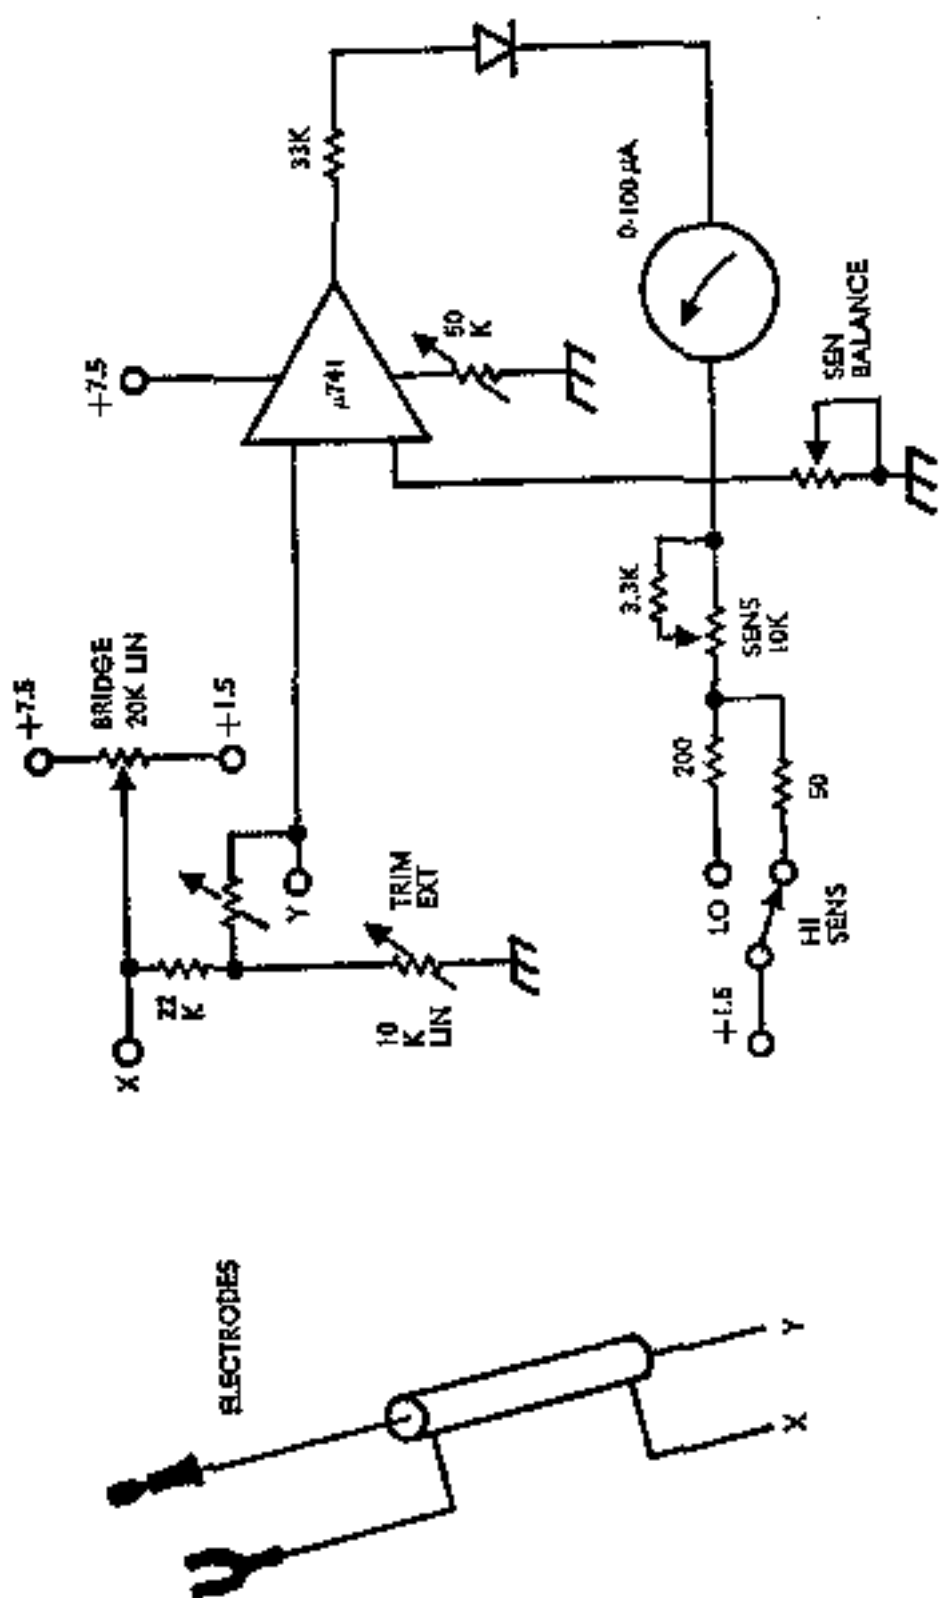 33K
0-100 μA
+7.5
μ741
50
K
SEN
BALANCE
+7.5
BRIDGE
20K LIN
+1.5
3.3K
SENS
10K
200
50
Y
TRIM
EXT
LO
HI
SENS
X
22
K
10
K
LIN
+1.5
ELECTRODES
X
Y